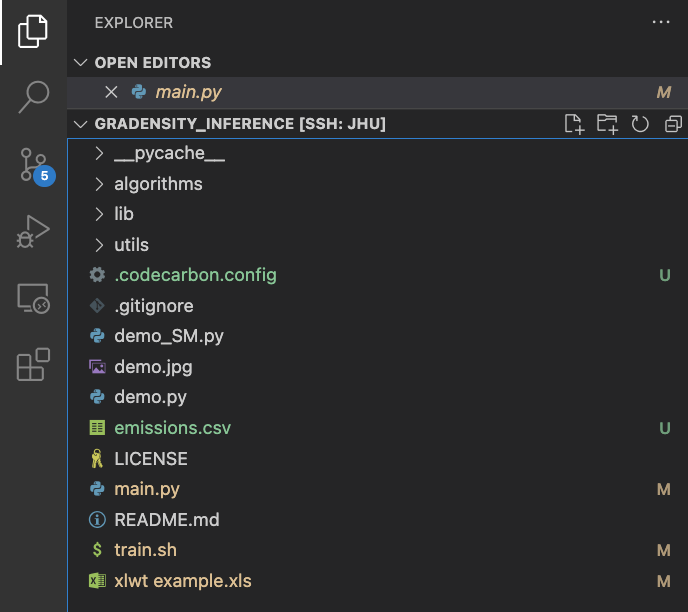 EXPLORER
OPEN EDITORS
main.py M
GRADENSITY_INFERENCE [SSH: JHU]
__pycache__
algorithms
5
lib
utils
.codecarbon.config U
.gitignore
demo_SM.py
demo.jpg
demo.py
emissions.csv U
LICENSE
main.py M
README.md
$ train.sh M
xlwt example.xls M